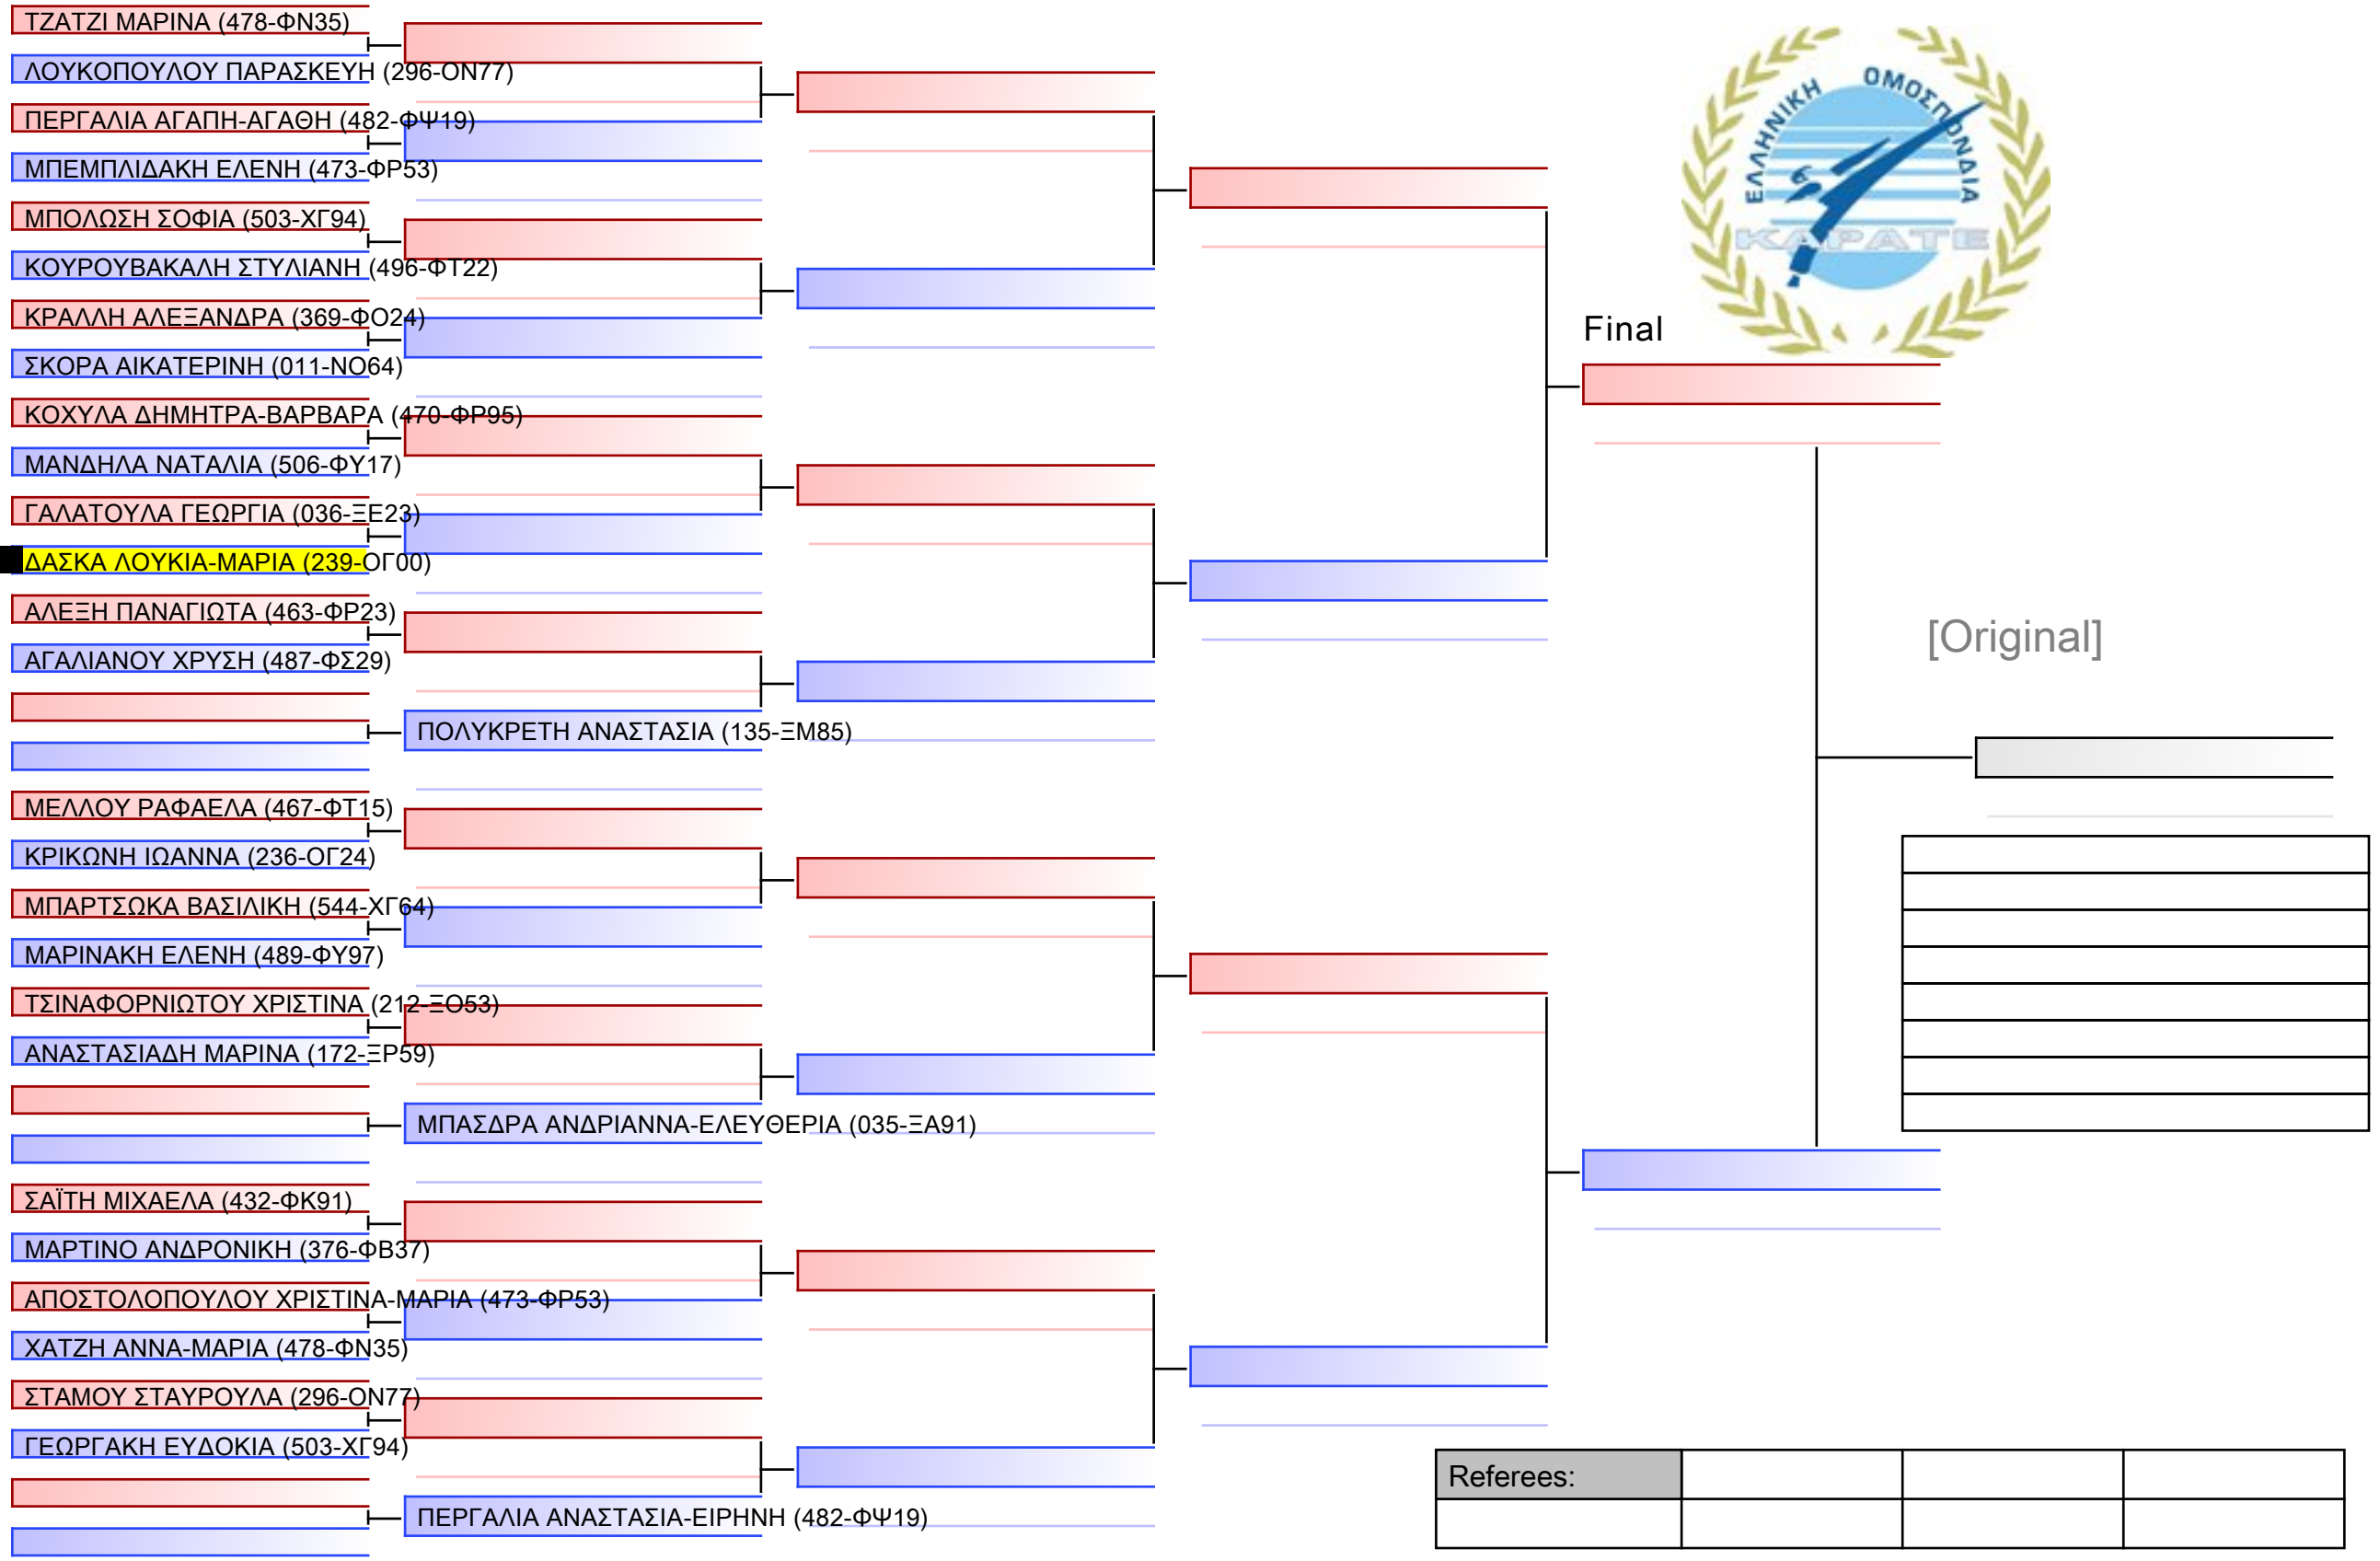 ΤΖΑΤΖΙ ΜΑΡΙΝΑ (478-ΦΝ35)
ΛΟΥΚΟΠΟΥΛΟΥ ΠΑΡΑΣΚΕΥΗ (296-ΟΝ77)
ΠΕΡΓΑΛΙΑ ΑΓΑΠΗ-ΑΓΑΘΗ (482-ΦΨ19)
ΜΠΕΜΠΛΙΔΑΚΗ ΕΛΕΝΗ (473-ΦΡ53)
ΜΠΟΛΩΣΗ ΣΟΦΙΑ (503-ΧΓ94)
ΚΟΥΡΟΥΒΑΚΑΛΗ ΣΤΥΛΙΑΝΗ (496-ΦΤ22)
ΚΡΑΛΛΗ ΑΛΕΞΑΝΔΡΑ (369-ΦΟ24)
ΣΚΟΡΑ ΑΙΚΑΤΕΡΙΝΗ (011-ΝΟ64)
ΚΟΧΥΛΑ ΔΗΜΗΤΡΑ-ΒΑΡΒΑΡΑ (470-ΦΡ95)
ΜΑΝΔΗΛΑ ΝΑΤΑΛΙΑ (506-ΦΥ17)
ΓΑΛΑΤΟΥΛΑ ΓΕΩΡΓΙΑ (036-ΞΕ23)
ΔΑΣΚΑ ΛΟΥΚΙΑ-ΜΑΡΙΑ (239-ΟΓ00)
ΑΛΕΞΗ ΠΑΝΑΓΙΩΤΑ (463-ΦΡ23)
ΑΓΑΛΙΑΝΟΥ ΧΡΥΣΗ (487-ΦΣ29)
ΠΟΛΥΚΡΕΤΗ ΑΝΑΣΤΑΣΙΑ (135-ΞΜ85)
ΜΕΛΛΟΥ ΡΑΦΑΕΛΑ (467-ΦΤ15)
ΚΡΙΚΩΝΗ ΙΩΑΝΝΑ (236-ΟΓ24)
ΜΠΑΡΤΣΩΚΑ ΒΑΣΙΛΙΚΗ (544-ΧΓ64)
ΜΑΡΙΝΑΚΗ ΕΛΕΝΗ (489-ΦΥ97)
ΤΣΙΝΑΦΟΡΝΙΩΤΟΥ ΧΡΙΣΤΙΝΑ (212-ΞΟ53)
ΑΝΑΣΤΑΣΙΑΔΗ ΜΑΡΙΝΑ (172-ΞΡ59)
ΜΠΑΣΔΡΑ ΑΝΔΡΙΑΝΝΑ-ΕΛΕΥΘΕΡΙΑ (035-ΞΑ91)
ΣΑΪΤΗ ΜΙΧΑΕΛΑ (432-ΦΚ91)
ΜΑΡΤΙΝΟ ΑΝΔΡΟΝΙΚΗ (376-ΦΒ37)
ΑΠΟΣΤΟΛΟΠΟΥΛΟΥ ΧΡΙΣΤΙΝΑ-ΜΑΡΙΑ (473-ΦΡ53)
ΧΑΤΖΗ ΑΝΝΑ-ΜΑΡΙΑ (478-ΦΝ35)
ΣΤΑΜΟΥ ΣΤΑΥΡΟΥΛΑ (296-ΟΝ77)
ΓΕΩΡΓΑΚΗ ΕΥΔΟΚΙΑ (503-ΧΓ94)
ΠΕΡΓΑΛΙΑ ΑΝΑΣΤΑΣΙΑ-ΕΙΡΗΝΗ (482-ΦΨ19)
ΕΛΛΗΝΙΚΗ ΟΜΟΣΠΟΝΔΙΑ
ΚΑΡΑΤΕ
Final
[Original]
Referees: